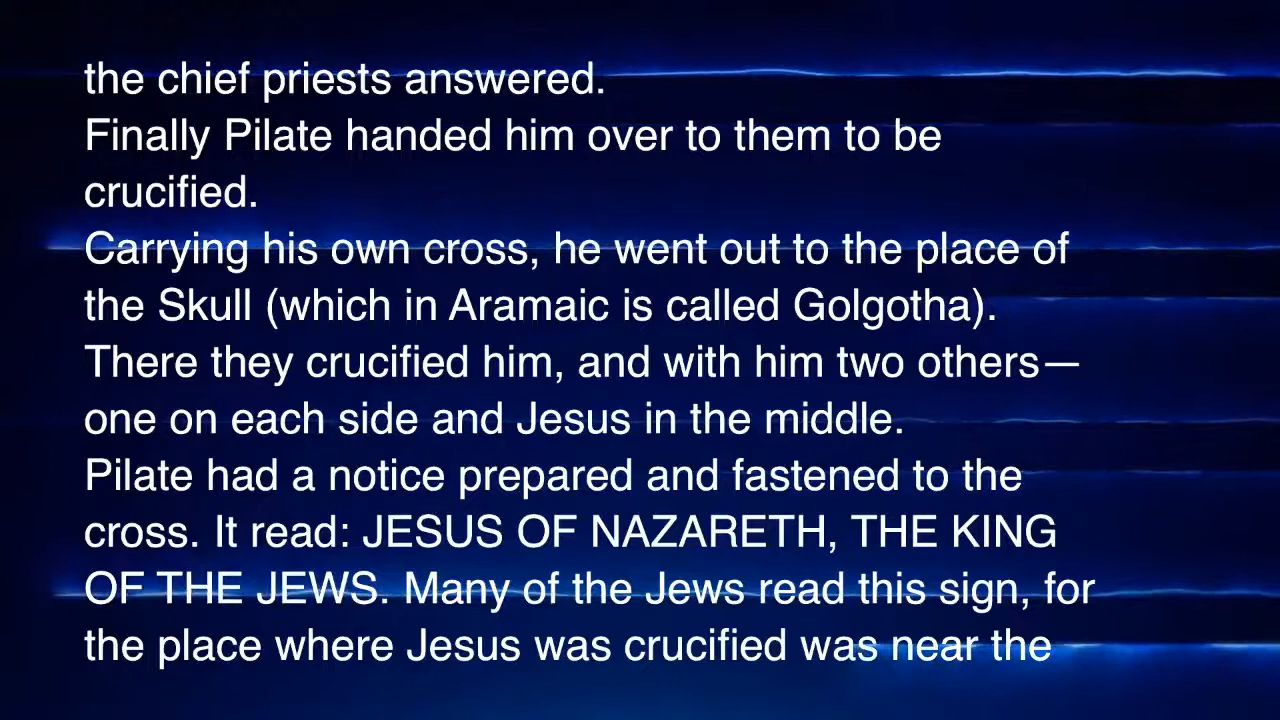 the chief priests answered.
Finally Pilate handed him over to them to be
crucified.
Carrying his own cross, he went out to the place of
the Skull (which in Aramaic is called Golgotha).
There they crucified him, and with him two others—
one on each side and Jesus in the middle.
Pilate had a notice prepared and fastened to the
cross. It read: JESUS OF NAZARETH, THE KING
OF THE JEWS. Many of the Jews read this sign, for
the place where Jesus was crucified was near the